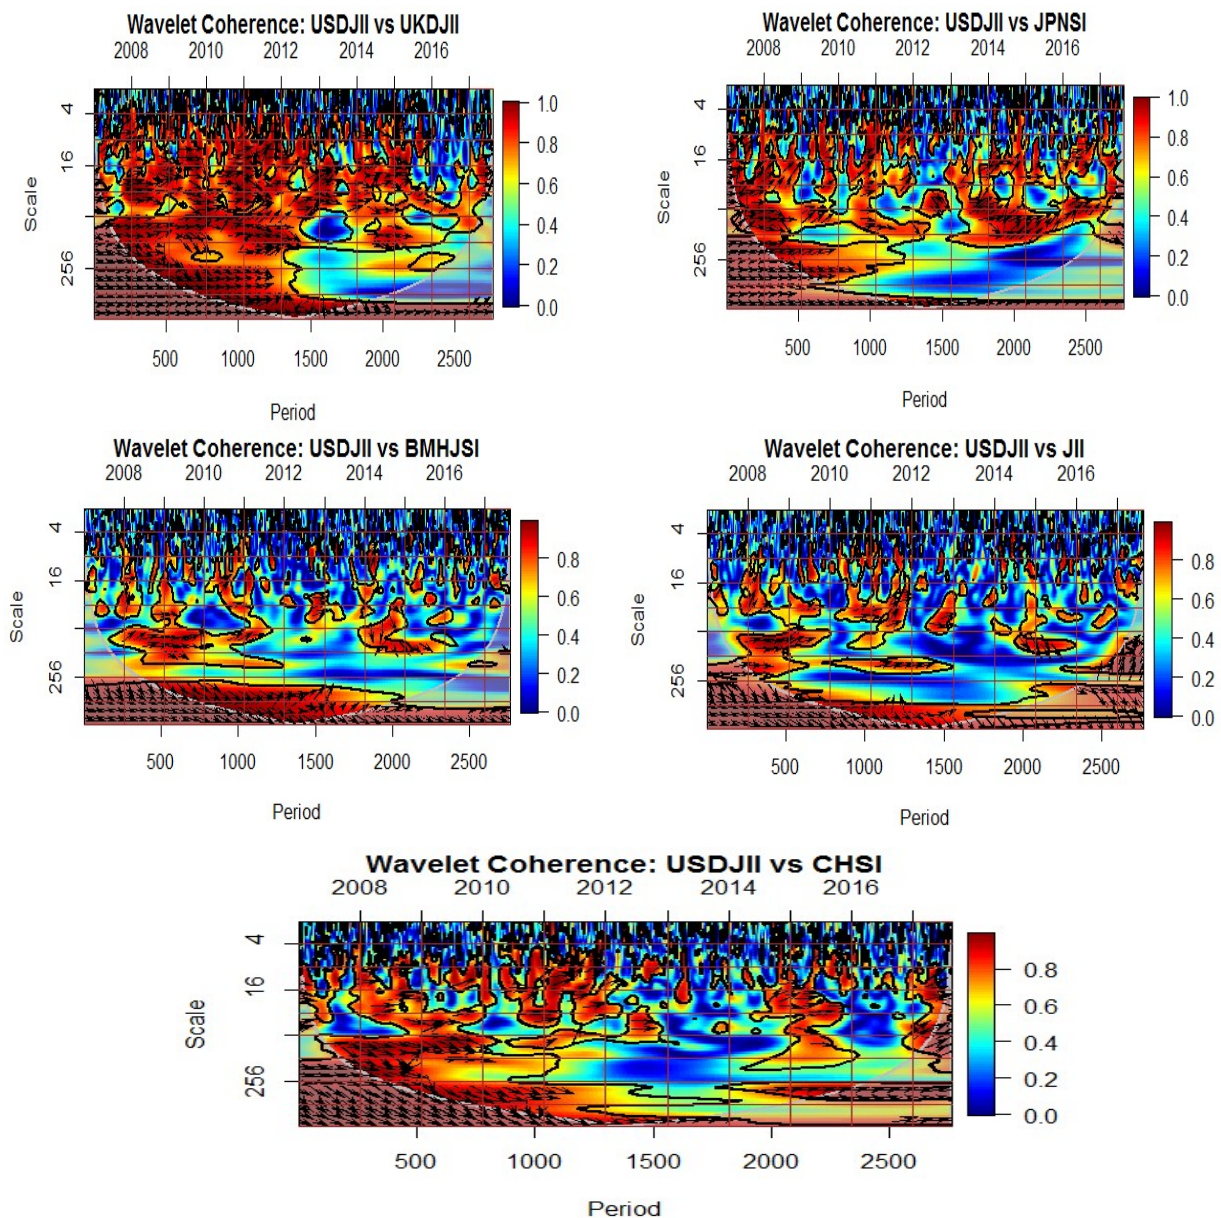 Wavelet Coherence: USDJII vs UKDJII
2008 2010 2012 2014 2016
4
16
256
Scale
1.0
0.8
0.6
0.4
0.2
0.0
500 1000 1500 2000 2500
Period
Wavelet Coherence: USDJII vs JPNSI
2008 2010 2012 2014 2016
4
16
256
Scale
1.0
0.8
0.6
0.4
0.2
0.0
500 1000 1500 2000 2500
Period
Wavelet Coherence: USDJII vs BMHJSI
2008 2010 2012 2014 2016
4
16
256
Scale
0.8
0.6
0.4
0.2
0.0
500 1000 1500 2000 2500
Period
Wavelet Coherence: USDJII vs JII
2008 2010 2012 2014 2016
4
16
256
Scale
0.8
0.6
0.4
0.2
0.0
500 1000 1500 2000 2500
Period
Wavelet Coherence: USDJII vs CHSI
2008 2010 2012 2014 2016
4
16
256
Scale
0.8
0.6
0.4
0.2
0.0
500 1000 1500 2000 2500
Period